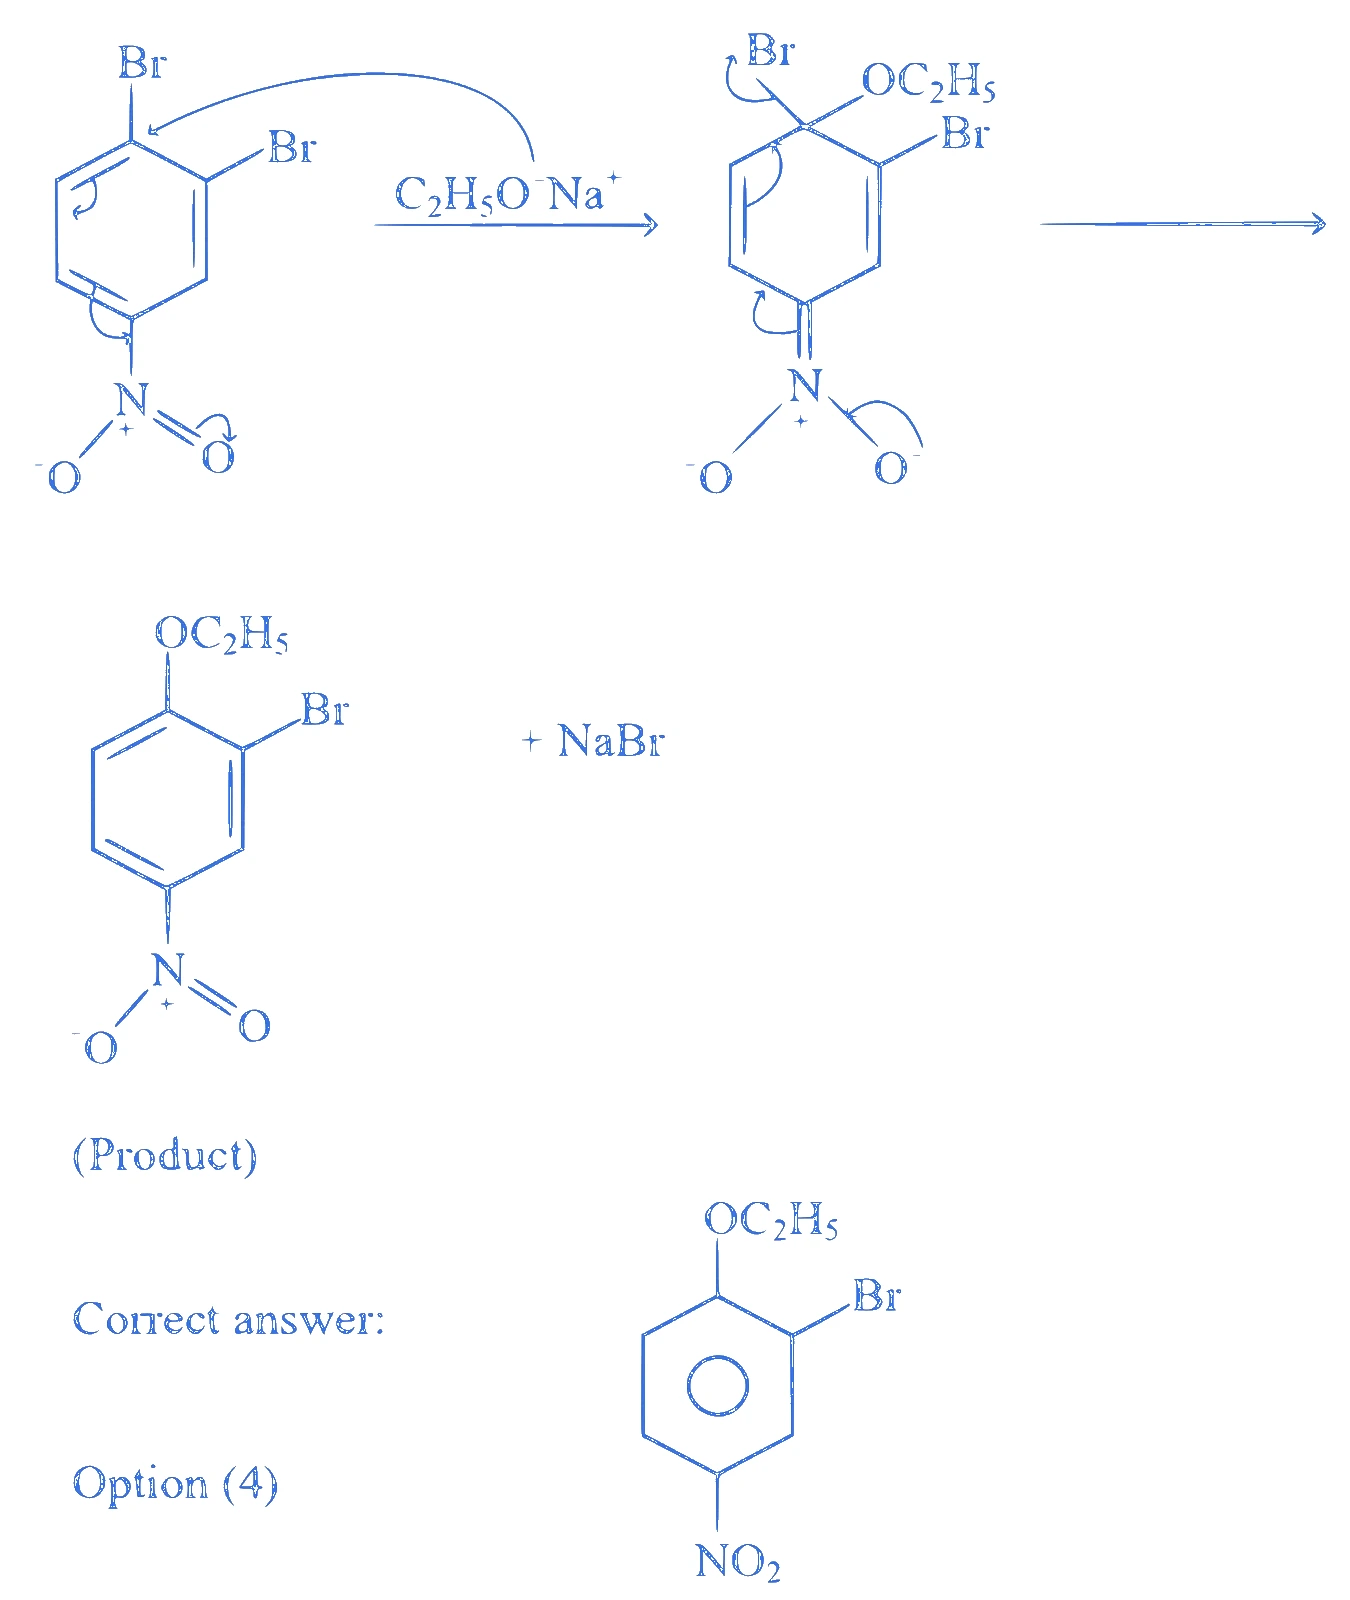 Br Br
OC₂H₅
Br Br
C₂H₅O⁻Na⁺
N⁺ N⁺
⁻O O ⁻O O⁻
OC₂H₅
Br
+ NaBr
N⁺
⁻O O
(Product)
OC₂H₅
Br
Correct answer:
Option (4)
NO₂